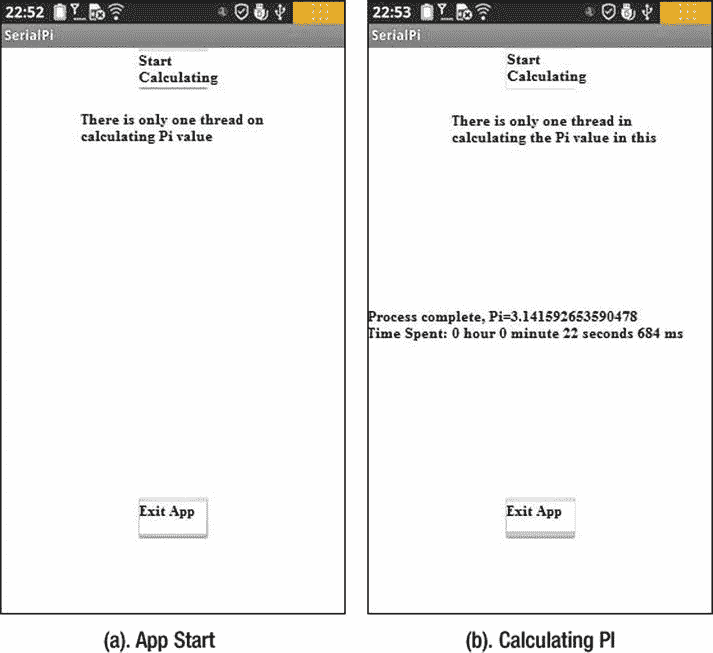 22:52
SerialPi
Start
Calculating
There is only one thread on
calculating Pi value
Exit App
(a). App Start
22:53
SerialPi
Start
Calculating
There is only one thread in
calculating the Pi value in this
Process complete, Pi=3.141592653590478
Time Spent: 0 hour 0 minute 22 seconds 684 ms
Exit App
(b). Calculating PI